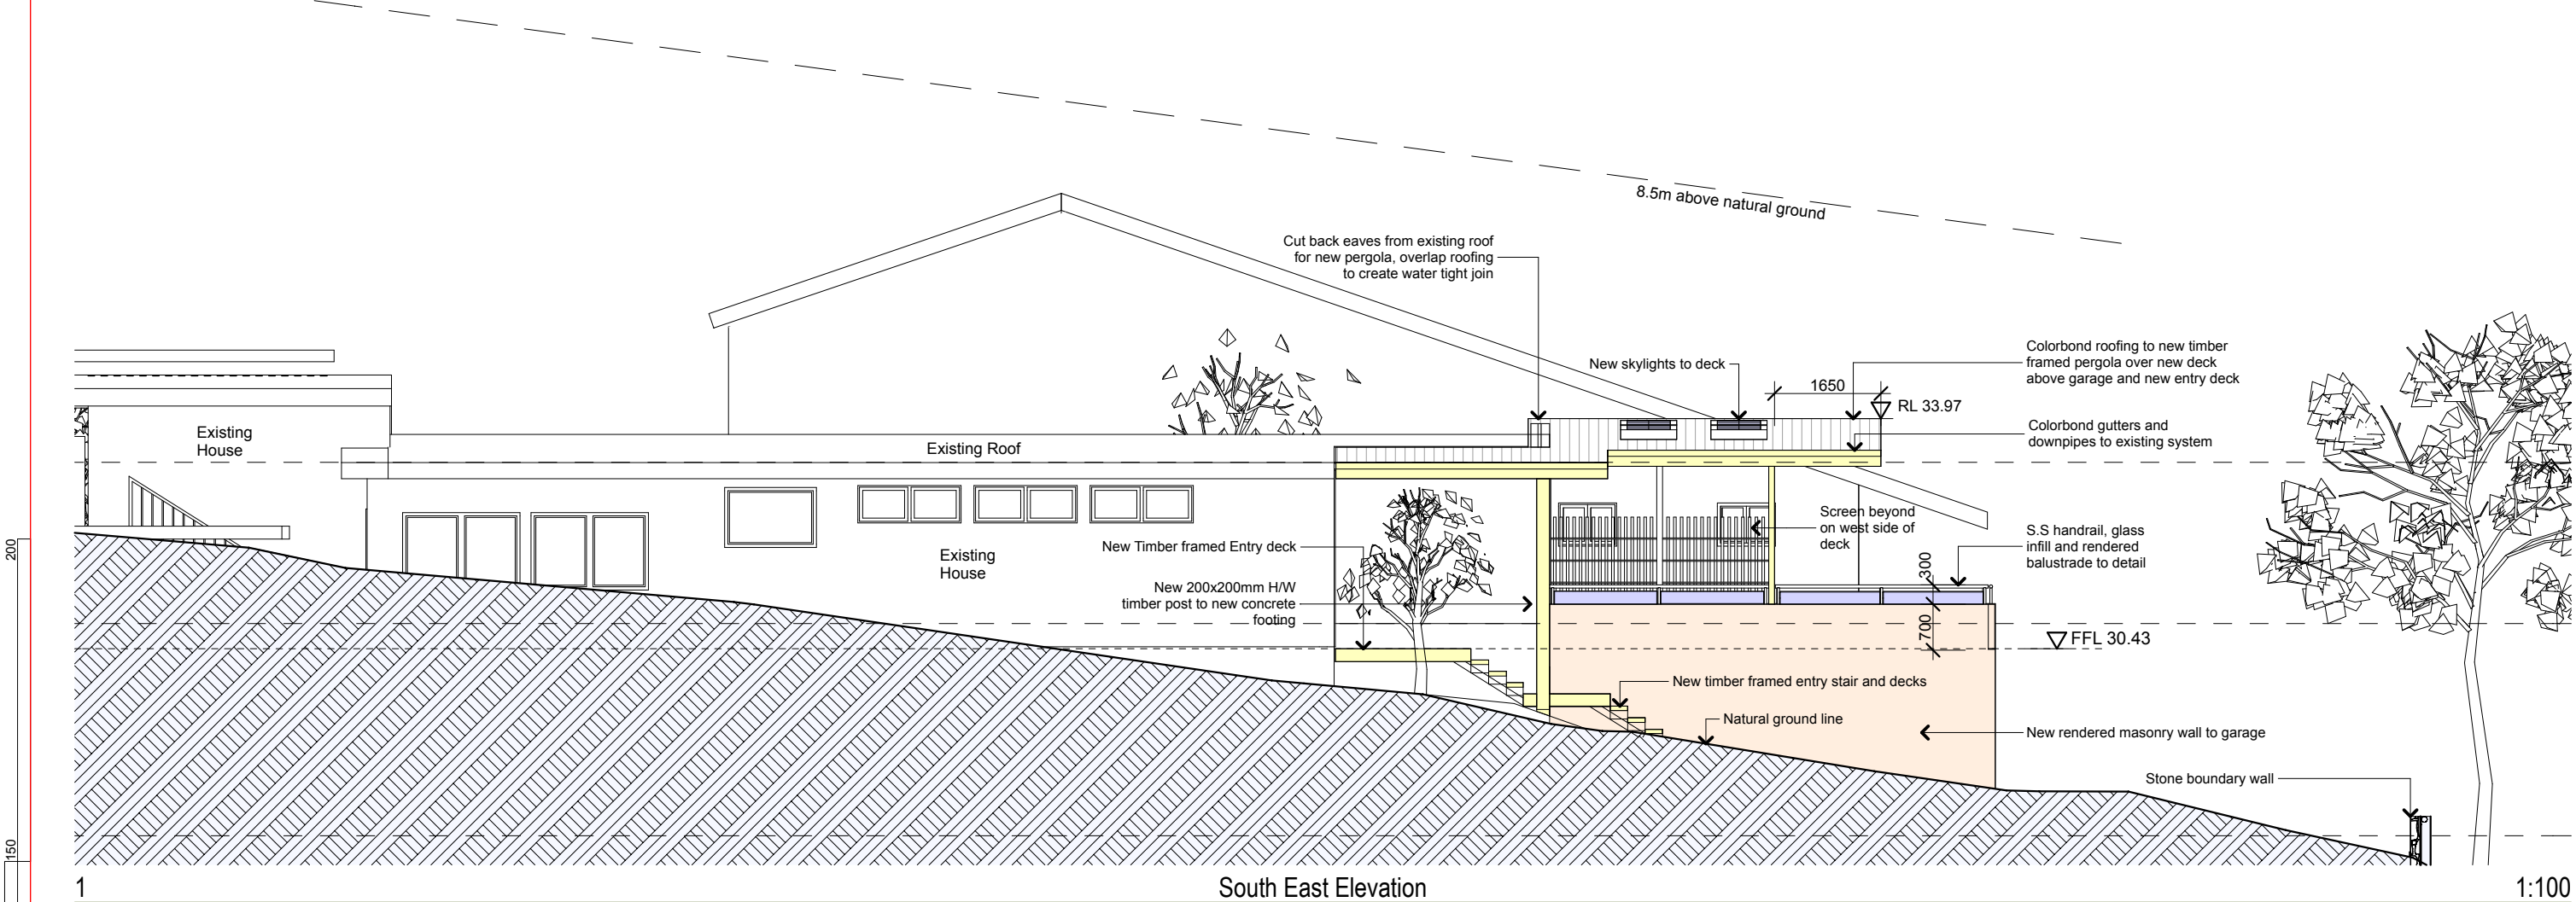 8.5m above natural ground
Cut back eaves from existing roof
for new pergola, overlap roofing
to create water tight join
New skylights to deck
1650
RL 33.97
Colorbond roofing to new timber
framed pergola over new deck
above garage and new entry deck
Colorbond gutters and
downpipes to existing system
Existing
House
Existing Roof
Screen beyond
on west side of
deck
S.S handrail, glass
infill and rendered
balustrade to detail
300
700
FFL 30.43
New Timber framed Entry deck
Existing
House
New 200x200mm H/W
timber post to new concrete
footing
New timber framed entry stair and decks
Natural ground line
New rendered masonry wall to garage
Stone boundary wall
200
150
1
South East Elevation
1:100